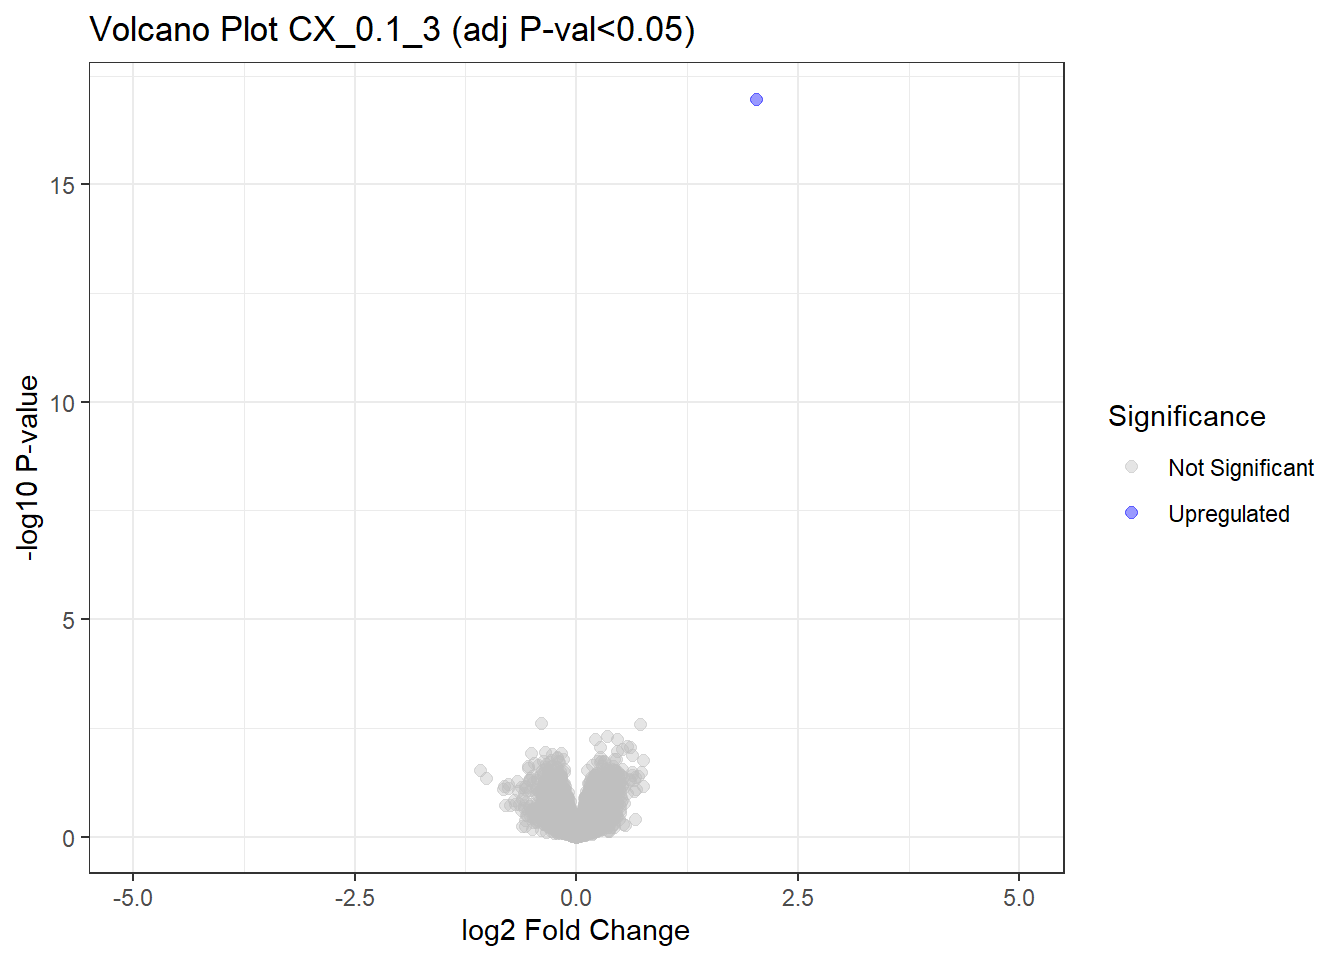 Volcano Plot CX_0.1_3 (adj P-val<0.05)
-log10 P-value
15
10
5
0
-5.0
-2.5
0.0
2.5
5.0
log2 Fold Change
Significance
Not Significant
Upregulated